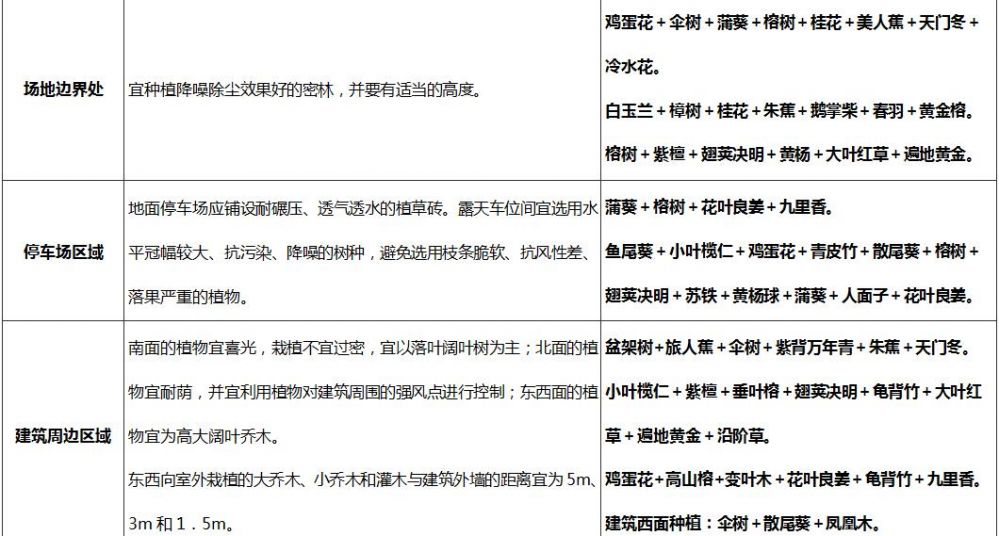 场地边界处
宜种植降噪除尘效果好的密林，并要有适当的高度。
鸡蛋花＋伞树＋蒲葵＋榕树＋桂花＋美人蕉＋天门冬＋
冷水花。
白玉兰＋樟树＋桂花＋朱蕉＋鹅掌柴＋春羽＋黄金榕。
榕树＋紫檀＋翅荚决明＋黄杨＋大叶红草＋遍地黄金。
停车场区域
地面停车场应铺设耐碾压、透气透水的植草砖。露天车位间宜选用水
平冠幅较大、抗污染、降噪的树种，避免选用枝条脆软、抗风性差、
落果严重的植物。
蒲葵＋榕树＋花叶良姜＋九里香。
鱼尾葵＋小叶榄仁＋鸡蛋花＋青皮竹＋散尾葵＋榕树＋
翅荚决明＋苏铁＋黄杨球＋蒲葵＋人面子＋花叶良姜。
建筑周边区域
南面的植物宜喜光，栽植不宜过密，宜以落叶阔叶树为主；北面的植
物宜耐荫，并宜利用植物对建筑周围的强风点进行控制；东西面的植
物宜为高大阔叶乔木。
东西向室外栽植的大乔木、小乔木和灌木与建筑外墙的距离宜为5m、
3m和1．5m。
盆架树+旅人蕉＋伞树＋紫背万年青＋朱蕉＋天门冬。
小叶榄仁＋紫檀＋垂叶榕＋翅荚决明＋龟背竹＋大叶红
草＋遍地黄金＋沿阶草。
鸡蛋花+高山榕+变叶木＋花叶良姜＋龟背竹＋九里香。
建筑西面种植：伞树＋散尾葵＋凤凰木。